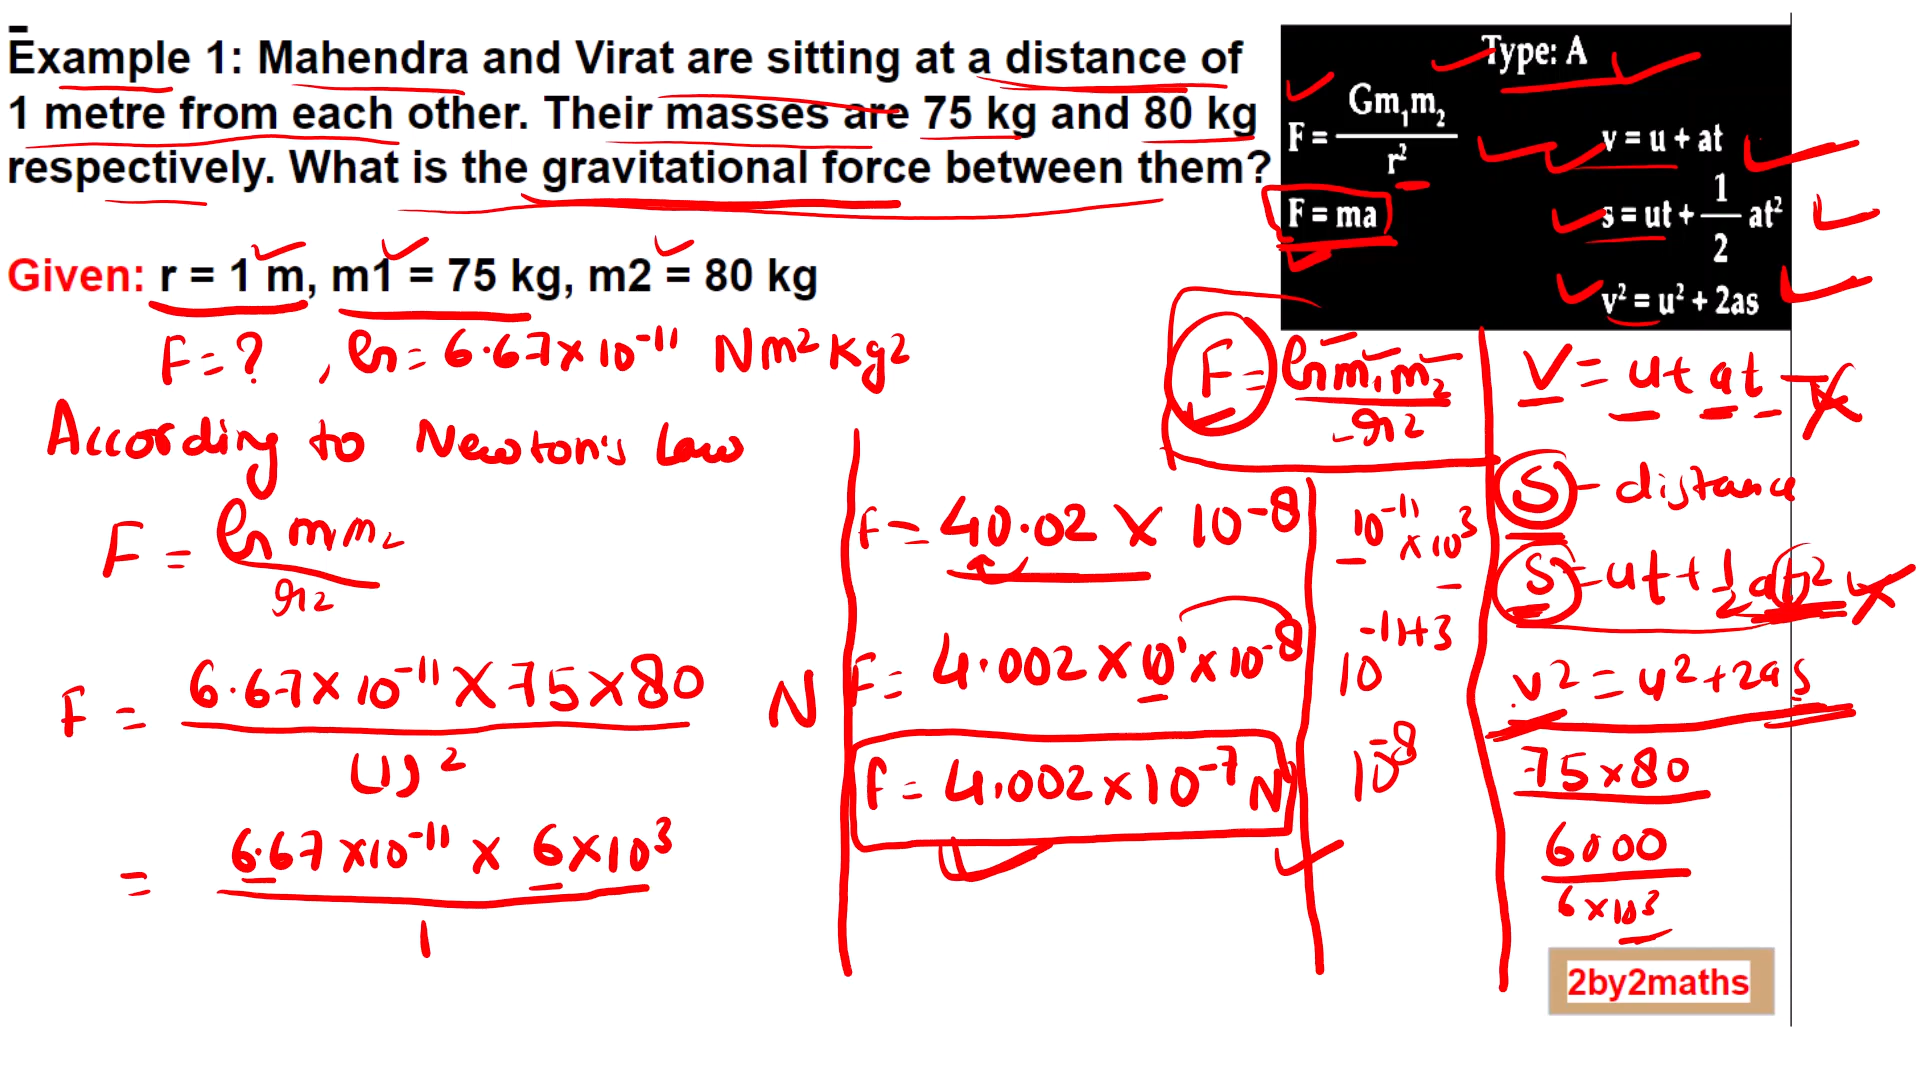 Example 1: Mahendra and Virat are sitting at a distance of
1 metre from each other. Their masses are 75 kg and 80 kg
respectively. What is the gravitational force between them?
Given: r = 1 m, m1 = 75 kg, m2 = 80 kg
F = ? , G = 6.67 x 10⁻¹¹ Nm² Kg²
According to Newton's Law
F = G m₁ m₂ / r²
F = 6.67 x 10⁻¹¹ x 75 x 80 / (1)² N
= 6.67 x 10⁻¹¹ x 6 x 10³ / 1
F = 40.02 x 10⁻⁸
F = 4.002 x 10¹ x 10⁻⁸
F = 4.002 x 10⁻⁷ N
10⁻¹¹ x 10³
10⁻¹¹⁺³
10⁻⁸
Type: A
F = Gm₁m₂ / r²
F = ma
v = u + at
s = ut + 1/2 at²
v² = u² + 2as
F = G m₁ m₂ / r²
V = u + at
S - distance
S = ut + 1/2 at²
v² = u² + 2as
75 x 80
6000
6 x 10³
2by2maths